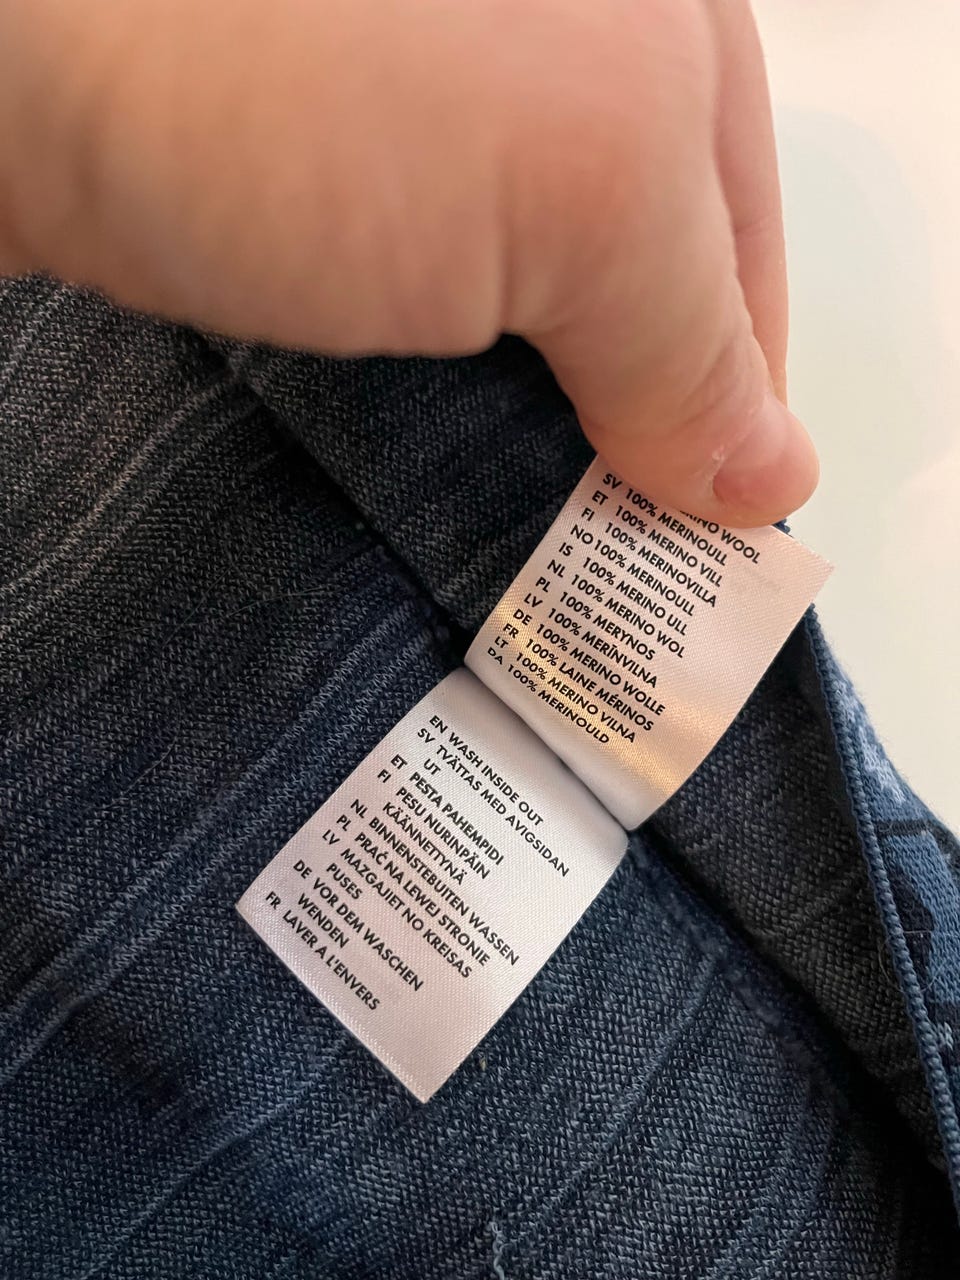 RINO WOOL
SV 100% MERINOULL
ET 100% MERINO VILL
FI 100% MERINOVILLA
NO 100% MERINOULL
IS 100% MERINO ULL
NL 100% MERINO WOL
PL 100% MERYNOS
LV 100% MERĪNVILNA
DE 100% MERINO WOLLE
FR 100% LAINE MÉRINOS
LT 100% MERINO VILNA
DA 100% MERINOULD
EN WASH INSIDE OUT
SV TVÄTTAS MED AVIGSIDAN
UT
ET PESTA PAHEMPIDI
FI PESU NURINPÄIN
KÄÄNNETTYNÄ
NL BINNENSTEBUITEN WASSEN
PL PRAĆ NA LEWEJ STRONIE
LV MAZGAJIET NO KREISAS
PUSES
DE VOR DEM WASCHEN
WENDEN
FR LAVER A L'ENVERS